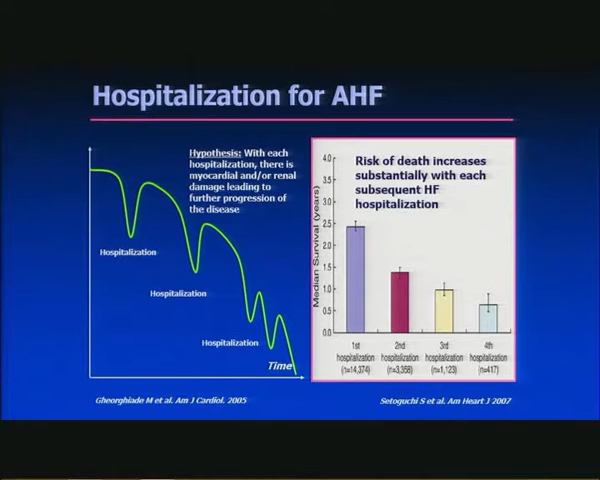 Hospitalization for AHF
Hypothesis: With each
hospitalization, there is
myocardial and/or renal
damage leading to
further progression of
the disease
Hospitalization
Hospitalization
Hospitalization
Time
Gheorghiade M et al. Am J Cardiol. 2005
Risk of death increases
substantially with each
subsequent HF
hospitalization
Median Survival (years)
4.0
3.5
3.0
2.5
2.0
1.5
1.0
0.5
0.0
1st
hospitalization
(n=14,374)
2nd
hospitalization
(n=3,358)
3rd
hospitalization
(n=1,123)
4th
hospitalization
(n=417)
Setoguchi S et al. Am Heart J 2007